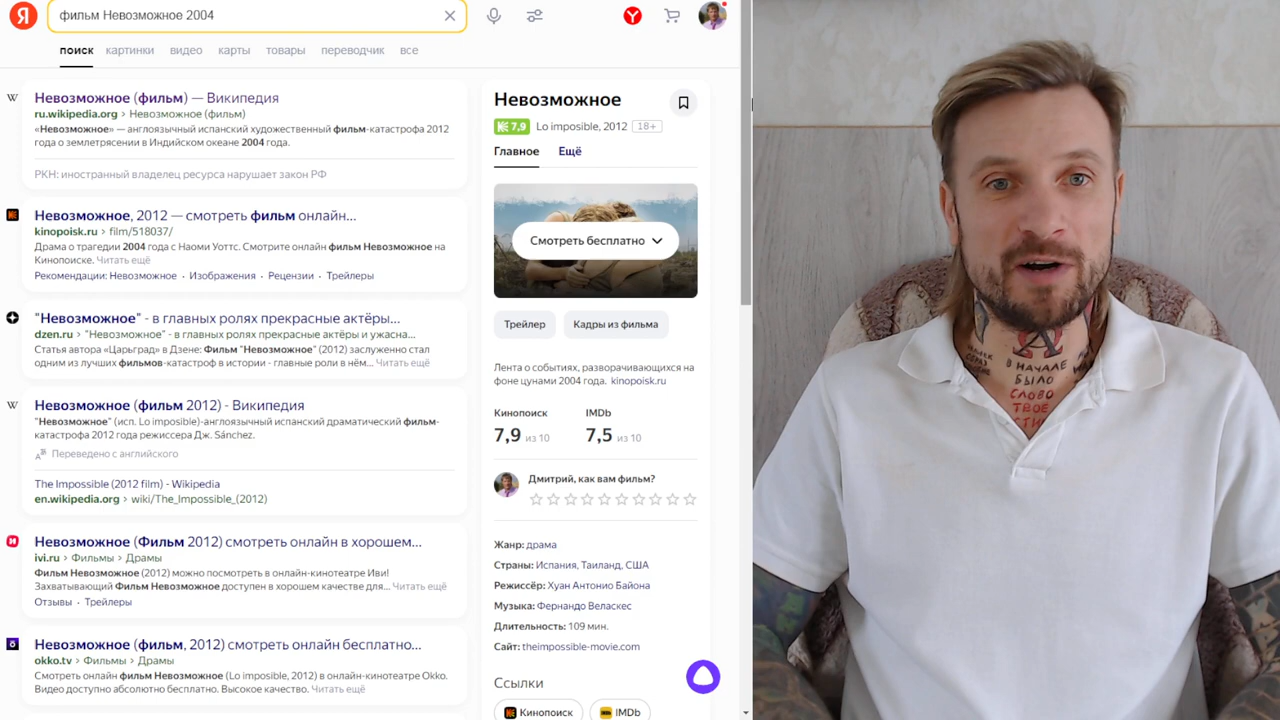 Я
фильм Невозможное 2004
поиск картинки видео карты товары переводчик все
W
Невозможное (фильм) — Википедия
ru.wikipedia.org › Невозможное (фильм)
«Невозможное» — англоязычный испанский художественный фильм-катастрофа 2012
года о землетрясении в Индийском океане 2004 года.
РКН: иностранный владелец ресурса нарушает закон РФ
Невозможное, 2012 — смотреть фильм онлайн...
kinopoisk.ru › film/518037/
Драма о трагедии 2004 года с Наоми Уоттс. Смотрите онлайн фильм Невозможное на
Кинопоиске. Читать ещё
Рекомендации: Невозможное · Изображения · Рецензии · Трейлеры
"Невозможное" - в главных ролях прекрасные актёры...
dzen.ru › "Невозможное" - в главных ролях прекрасные актёры и ужасна...
Статья автора «Царьград» в Дзене: Фильм "Невозможное" (2012) заслуженно стал
одним из лучших фильмов-катастроф в истории - главные роли в нём... Читать ещё
W
Невозможное (фильм 2012) - Википедия
"Невозможное" (исп. Lo imposible)-англоязычный испанский драматический фильм-
катастрофа 2012 года режиссера Дж. Sánchez.
Переведено с английского
The Impossible (2012 film) - Wikipedia
en.wikipedia.org › wiki/The_Impossible_(2012)
Невозможное (Фильм 2012) смотреть онлайн в хорошем...
ivi.ru › Фильмы › Драмы
Фильм Невозможное (2012) можно посмотреть в онлайн-кинотеатре Иви!
Захватывающий Фильм Невозможное доступен в хорошем качестве для... Читать ещё
Отзывы · Трейлеры
Невозможное (фильм, 2012) смотреть онлайн бесплатно...
okko.tv › Фильмы › Драмы
Смотреть онлайн фильм Невозможное (Lo imposible, 2012) в онлайн-кинотеатре Okko.
Видео доступно абсолютно бесплатно. Высокое качество. Читать ещё
Невозможное
7,9 Lo imposible, 2012 18+
Главное Ещё
Смотреть бесплатно
Трейлер Кадры из фильма
Лента о событиях, разворачивающихся на
фоне цунами 2004 года. kinopoisk.ru
Кинопоиск IMDb
7,9 из 10 7,5 из 10
Дмитрий, как вам фильм?
Жанр: драма
Страны: Испания, Таиланд, США
Режиссёр: Хуан Антонио Байона
Музыка: Фернандо Веласкес
Длительность: 109 мин.
Сайт: theimpossible-movie.com
Ссылки
Кинопоиск IMDb
В НАЧАЛЕ
БЫЛО
СЛОВО
ТВОЕ